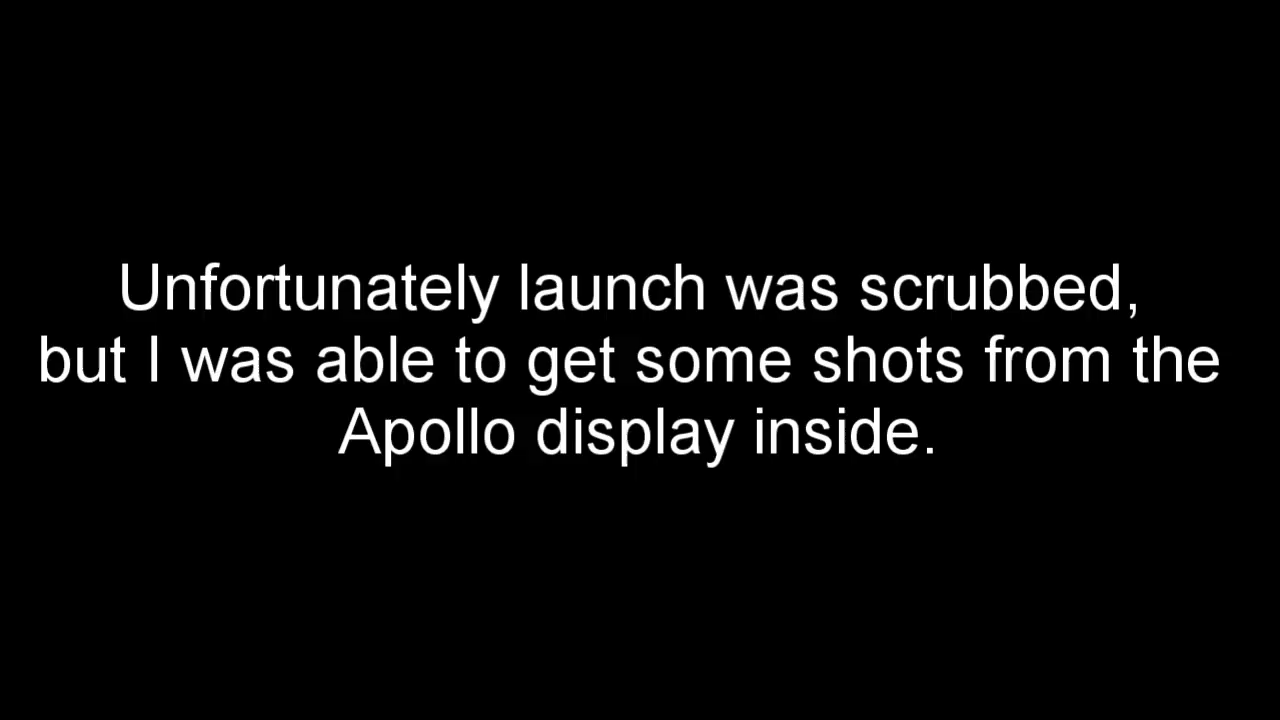 Unfortunately launch was scrubbed,
but I was able to get some shots from the
Apollo display inside.